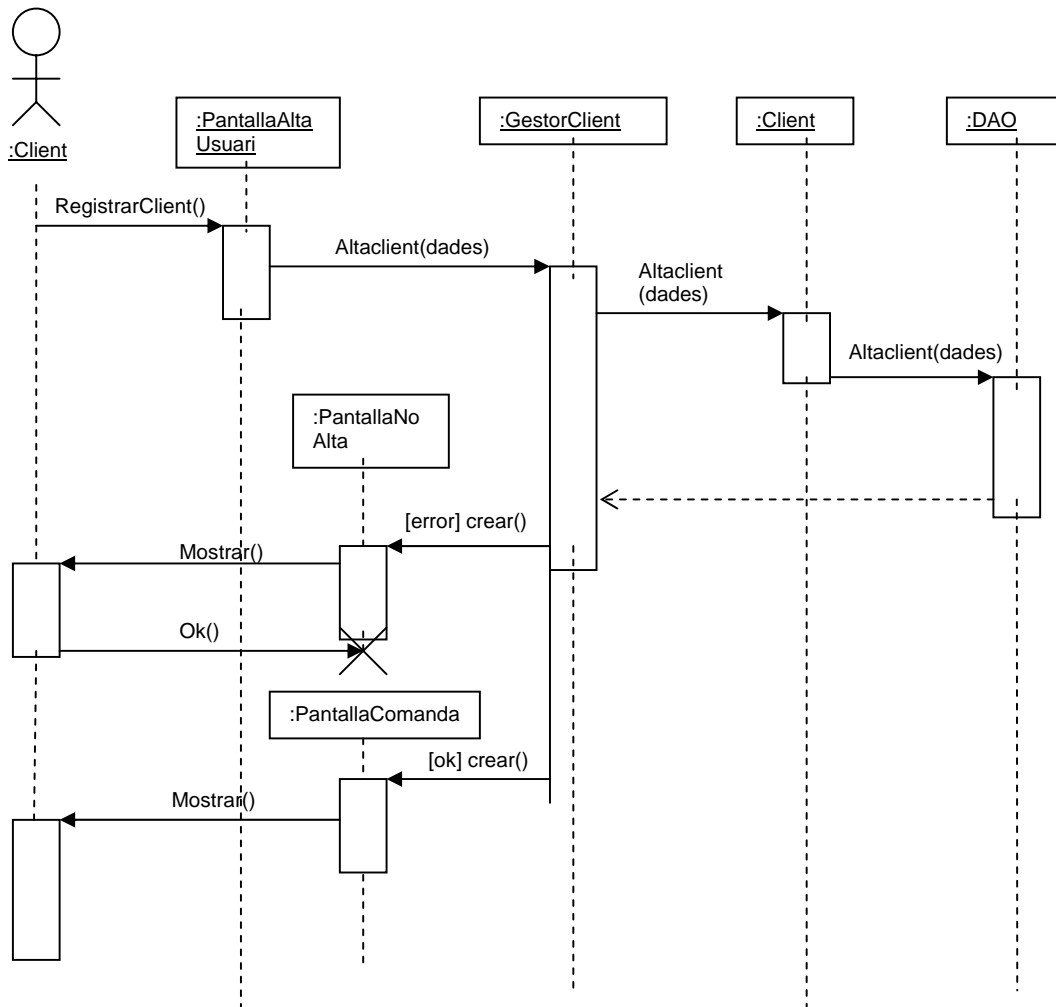 :Client
:PantallaAlta
Usuari
:GestorClient
:Client
:DAO
RegistrarClient()
Altaclient(dades)
Altaclient
(dades)
Altaclient(dades)
:PantallaNo
Alta
[error] crear()
Mostrar()
Ok()
:PantallaComanda
[ok] crear()
Mostrar()